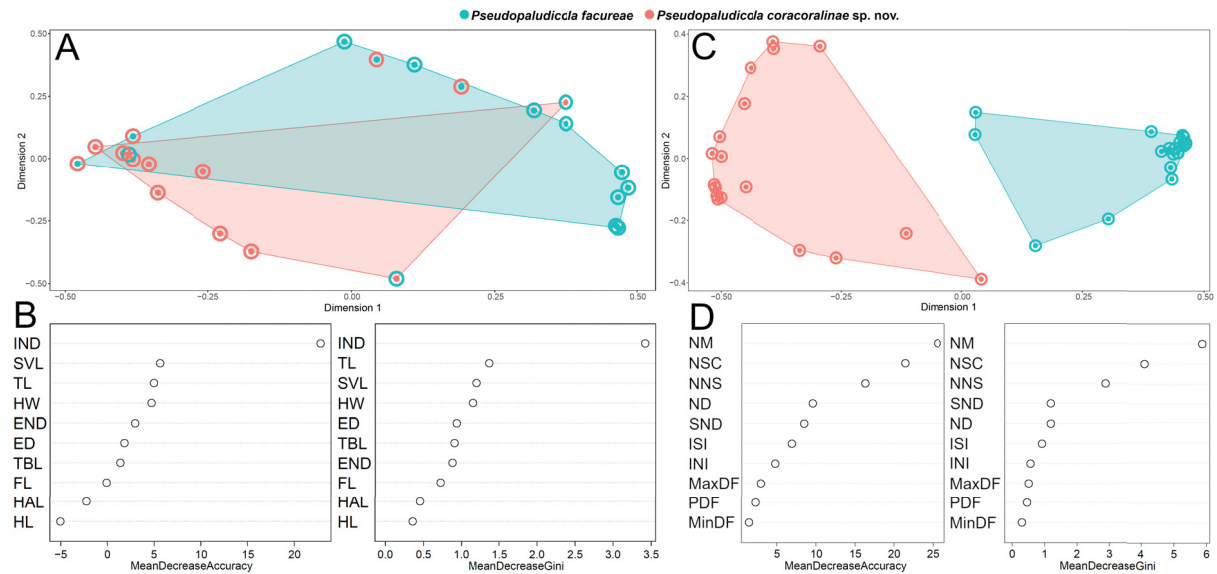 Pseudopaludiccla facureae Pseudopaludiccla coracoralinae sp. nov.
A
Dimension 2
0.50
0.25
0.00
−0.25
−0.50
−0.50 −0.25 0.00 0.25 0.50
Dimension 1
C
Dimension 2
0.4
0.2
0.0
−0.2
−0.4
−0.50 −0.25 0.00 0.25 0.50
Dimension 1
B
IND
SVL
TL
HW
END
ED
TBL
FL
HAL
HL
−5 0 5 10 15 20
MeanDecreaseAccuracy
IND
TL
SVL
HW
ED
TBL
END
FL
HAL
HL
0.0 0.5 1.0 1.5 2.0 2.5 3.0 3.5
MeanDecreaseGini
D
NM
NSC
NNS
ND
SND
ISI
INI
MaxDF
PDF
MinDF
5 10 15 20 25
MeanDecreaseAccuracy
NM
NSC
NNS
SND
ND
ISI
INI
MaxDF
PDF
MinDF
0 1 2 3 4 5 6
MeanDecreaseGini